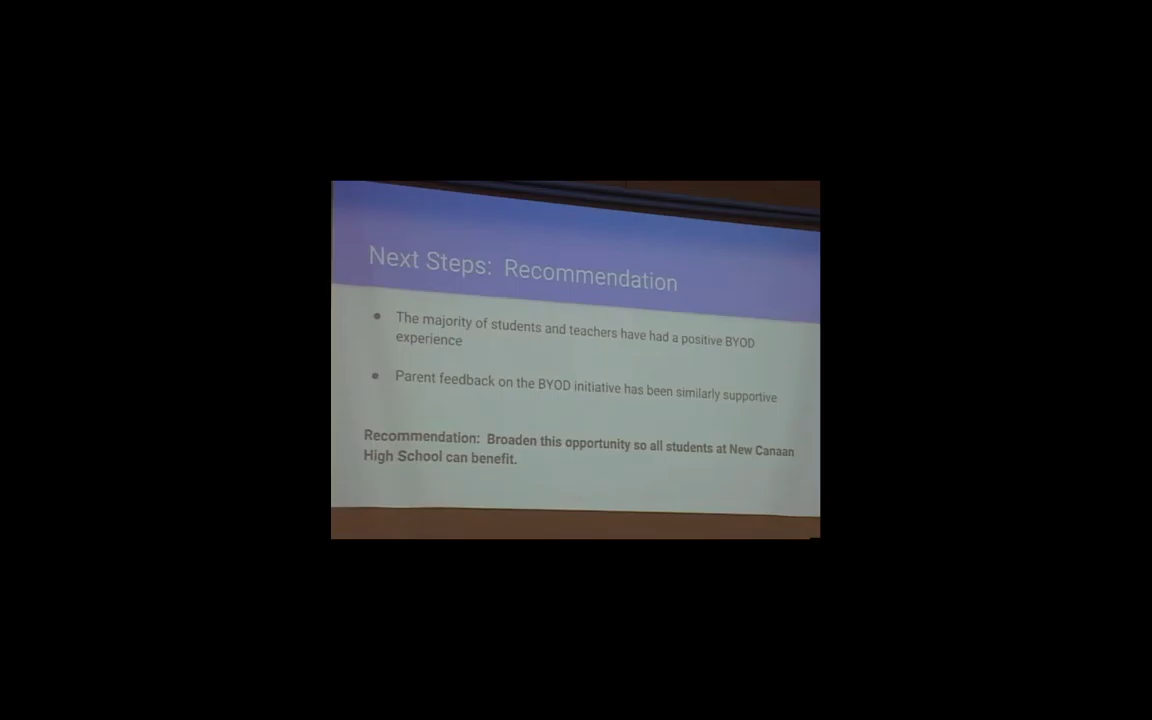 Next Steps:  Recommendation
● The majority of students and teachers have had a positive BYOD
experience
● Parent feedback on the BYOD initiative has been similarly supportive
Recommendation:  Broaden this opportunity so all students at New Canaan
High School can benefit.